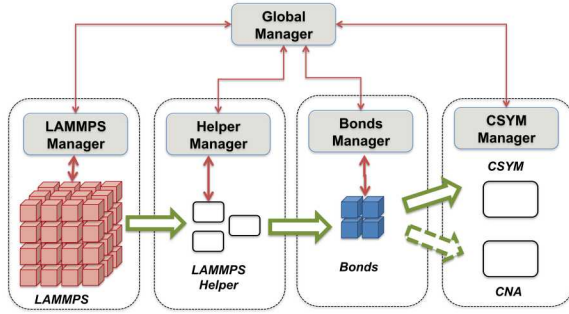 Global
Manager
LAMMPS
Manager
Helper
Manager
Bonds
Manager
CSYM
Manager
CSYM
LAMMPS
LAMMPS
Helper
Bonds
CNA